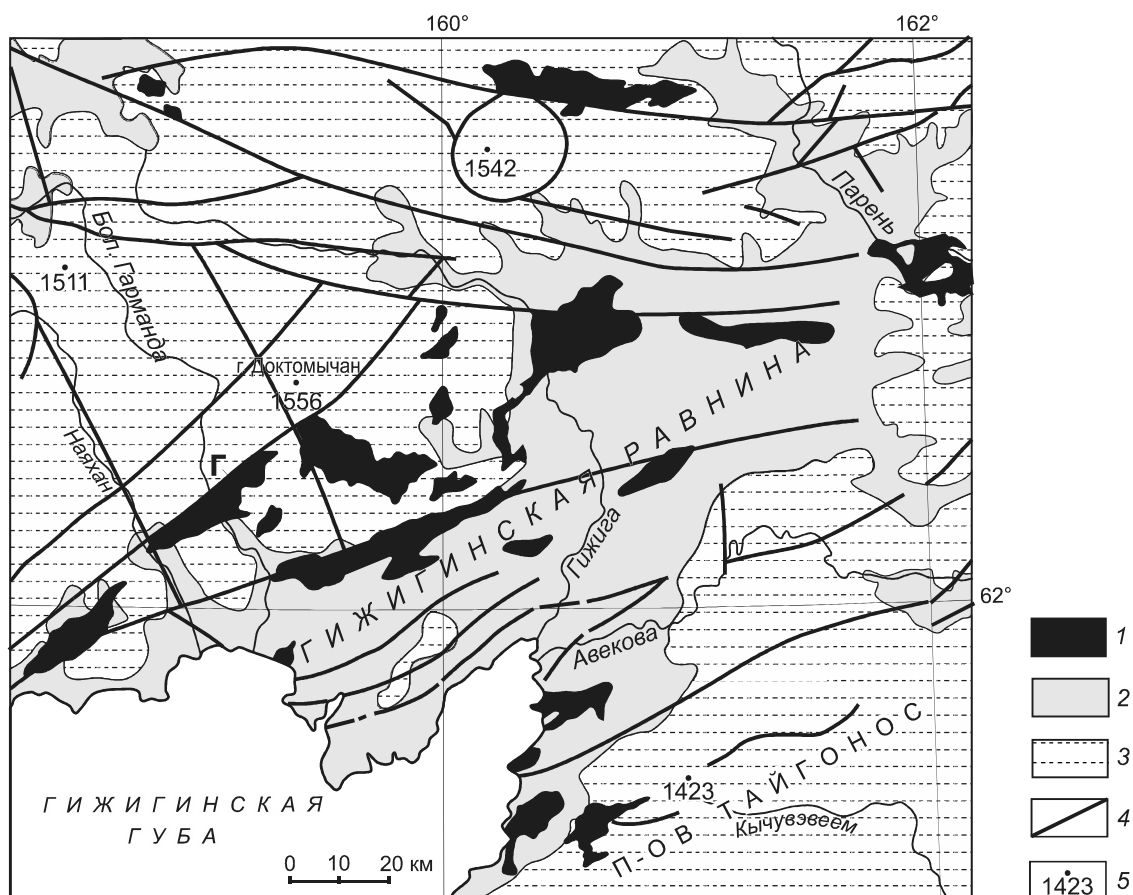 160°
162°
1542
Парень
1511
Бол. Гарманда
г. Доктомычан
1556
Наяхан
Г
ГИЖИГИНСКАЯ РАВНИНА
Гижига
62°
Авекова
1423
П-ОВ ТАЙГОНОС
Кычувэвеем
ГИЖИГИНСКАЯ
ГУБА
0 10 20 км
1
2
3
4
1423 5